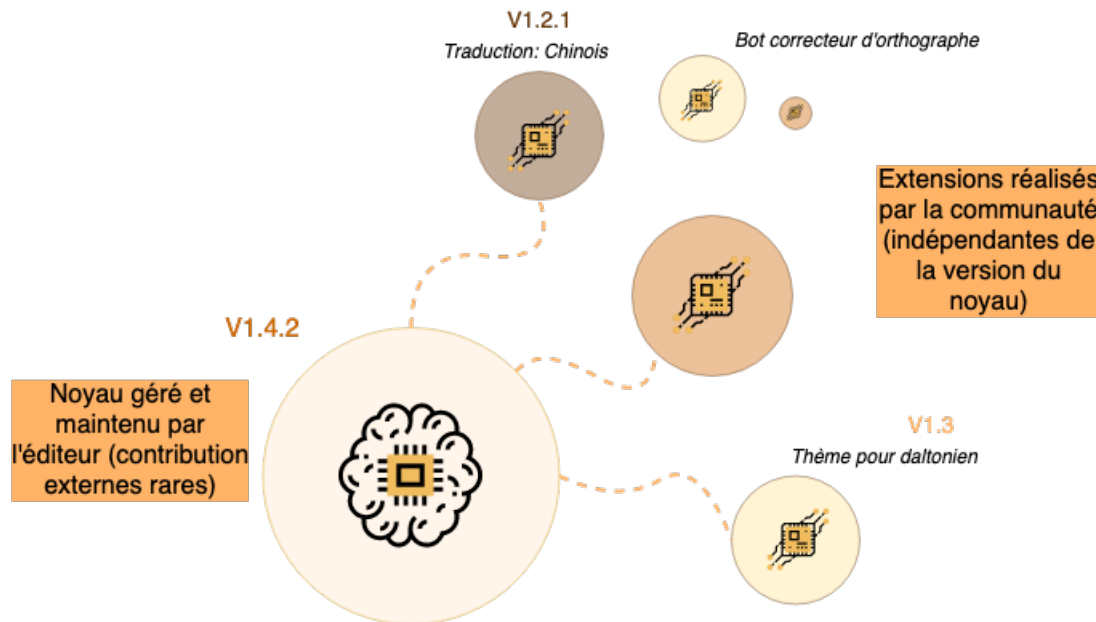 V1.2.1
Traduction: Chinois
Bot correcteur d'orthographe
Extensions réalisés
par la communauté
(indépendantes de
la version du
noyau)
V1.4.2
Noyau géré et
maintenu par
l'éditeur (contribution
externes rares)
V1.3
Thème pour daltonien